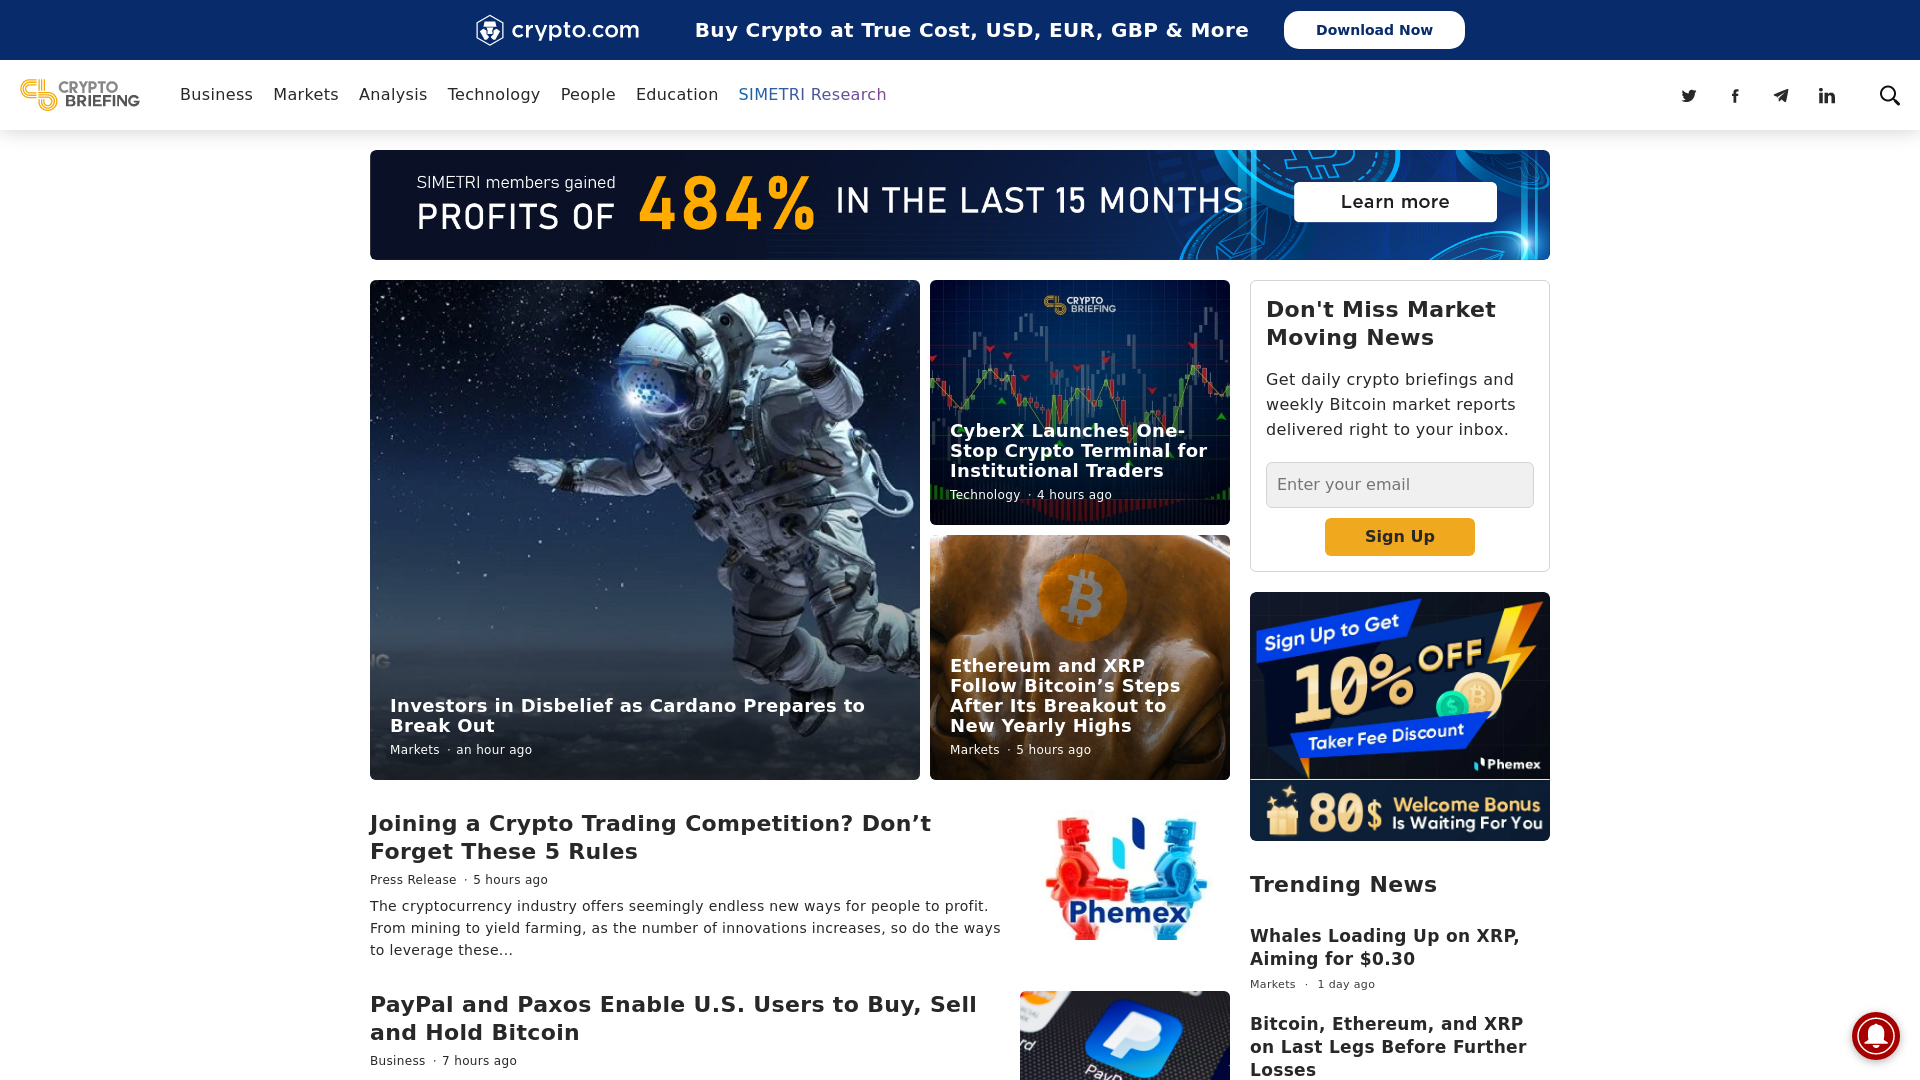 crypto.com
Buy Crypto at True Cost, USD, EUR, GBP & More
Download Now
CRYPTO
BRIEFING
Business
Markets
Analysis
Technology
People
Education
SIMETRI Research
SIMETRI members gained
PROFITS OF
484%
IN THE LAST 15 MONTHS
Learn more
Investors in Disbelief as Cardano Prepares to
Break Out
Markets · an hour ago
CRYPTO
BRIEFING
CyberX Launches One-
Stop Crypto Terminal for
Institutional Traders
Technology · 4 hours ago
Ethereum and XRP
Follow Bitcoin’s Steps
After Its Breakout to
New Yearly Highs
Markets · 5 hours ago
Don't Miss Market
Moving News
Get daily crypto briefings and
weekly Bitcoin market reports
delivered right to your inbox.
Enter your email
Sign Up
Sign Up to Get
10% OFF
Taker Fee Discount
Phemex
80$
Welcome Bonus
Is Waiting For You
Joining a Crypto Trading Competition? Don’t
Forget These 5 Rules
Press Release · 5 hours ago
The cryptocurrency industry offers seemingly endless new ways for people to profit.
From mining to yield farming, as the number of innovations increases, so do the ways
to leverage these...
Phemex
PayPal and Paxos Enable U.S. Users to Buy, Sell
and Hold Bitcoin
Business · 7 hours ago
Trending News
Whales Loading Up on XRP,
Aiming for $0.30
Markets · 1 day ago
Bitcoin, Ethereum, and XRP
on Last Legs Before Further
Losses